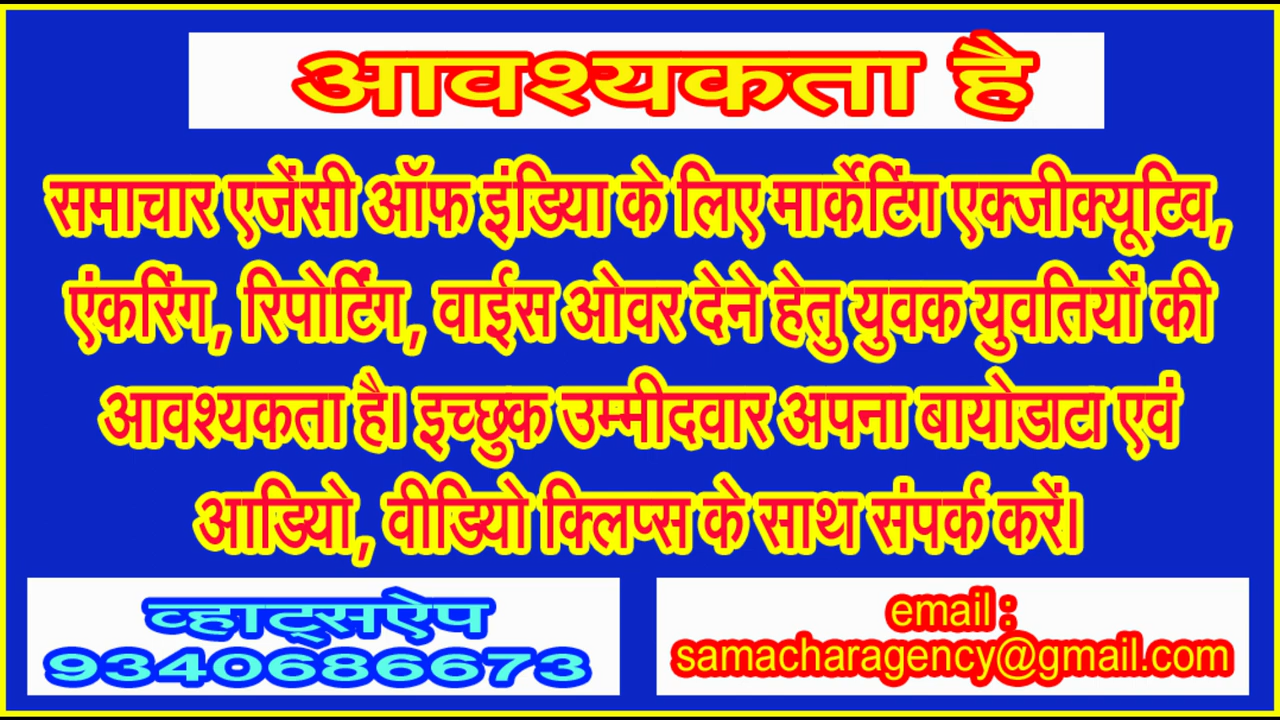 आवश्यकता है
समाचार एजेंसी ऑफ इंडिया के लिए मार्केटिंग एक्जीक्यूटिव,
एंकरिंग, रिपोर्टिंग, वाईस ओवर देने हेतु युवक युवतियों की
आवश्यकता है। इच्छुक उम्मीदवार अपना बायोडाटा एवं
आडियो, वीडियो क्लिप्स के साथ संपर्क करें।
व्हाट्सऐप
9340686673
email :
samacharagency@gmail.com